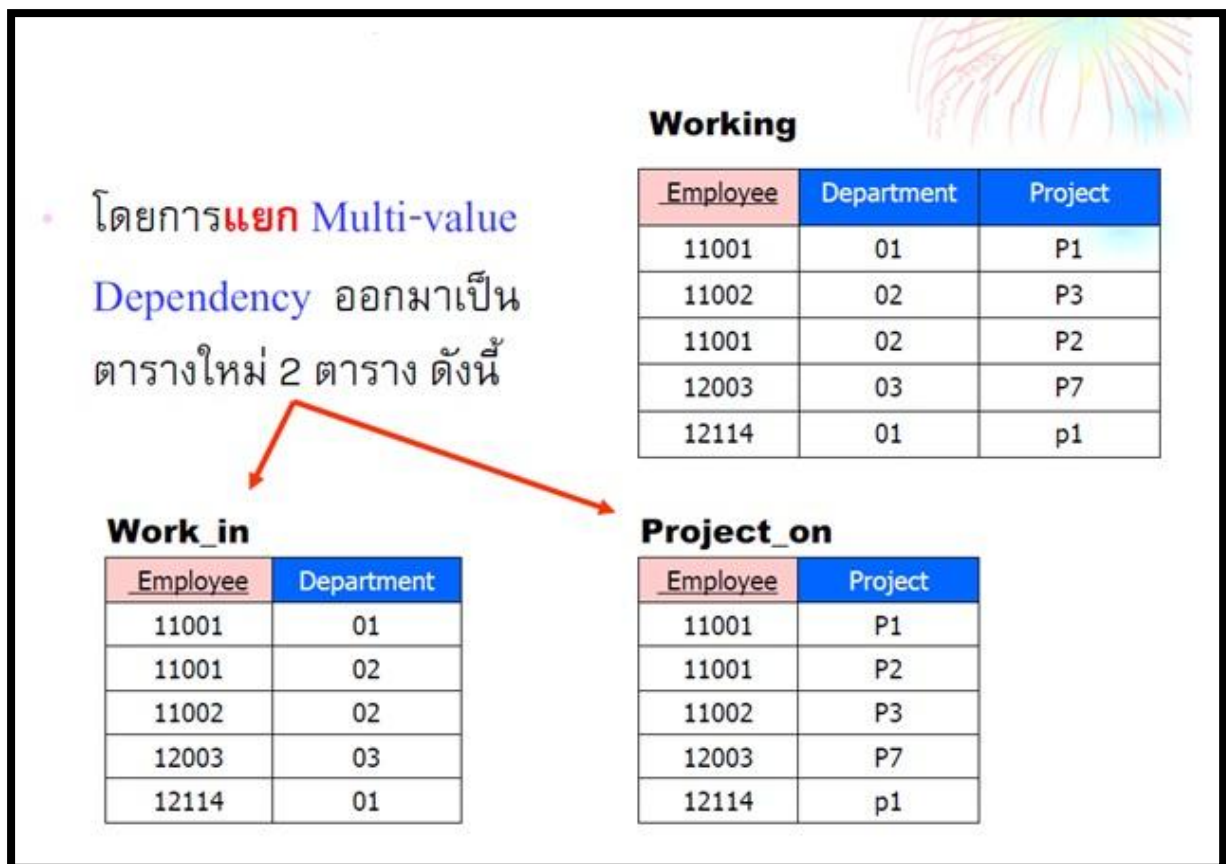 Working
Employee Department Project
11001 01 P1
11002 02 P3
11001 02 P2
12003 03 P7
12114 01 p1
โดยการแยก Multi-value
Dependency ออกมาเป็น
ตารางใหม่ 2 ตาราง ดังนี้
Work_in
Employee Department
11001 01
11001 02
11002 02
12003 03
12114 01
Project_on
Employee Project
11001 P1
11001 P2
11002 P3
12003 P7
12114 p1